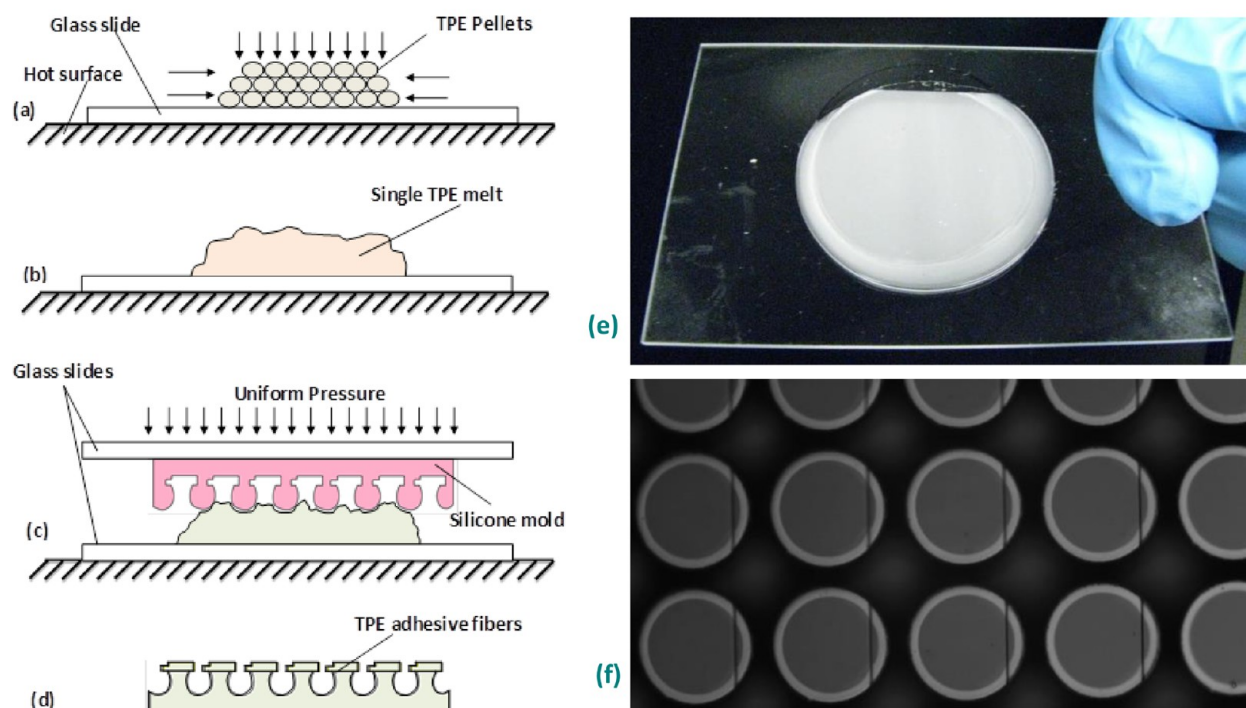 Glass slide
TPE Pellets
Hot surface
(a)
Single TPE melt
(b)
(e)
Glass slides
Uniform Pressure
Silicone mold
(c)
TPE adhesive fibers
(d)
(f)